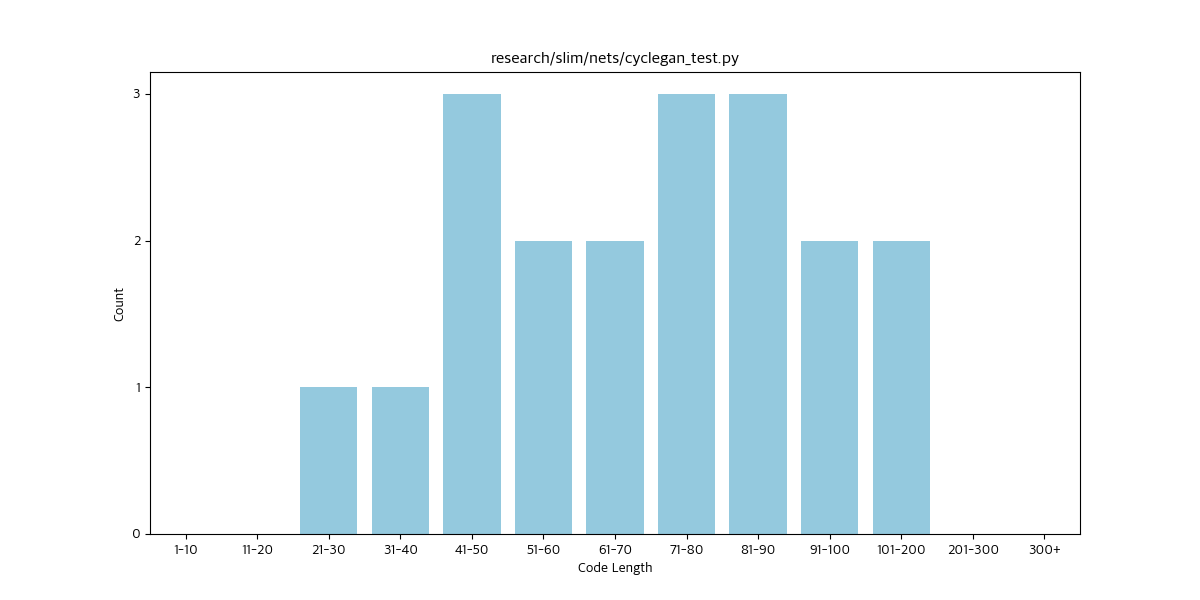 research/slim/nets/cyclegan_test.py
Count
3
2
1
0
1-10 11-20 21-30 31-40 41-50 51-60 61-70 71-80 81-90 91-100 101-200 201-300 300+
Code Length